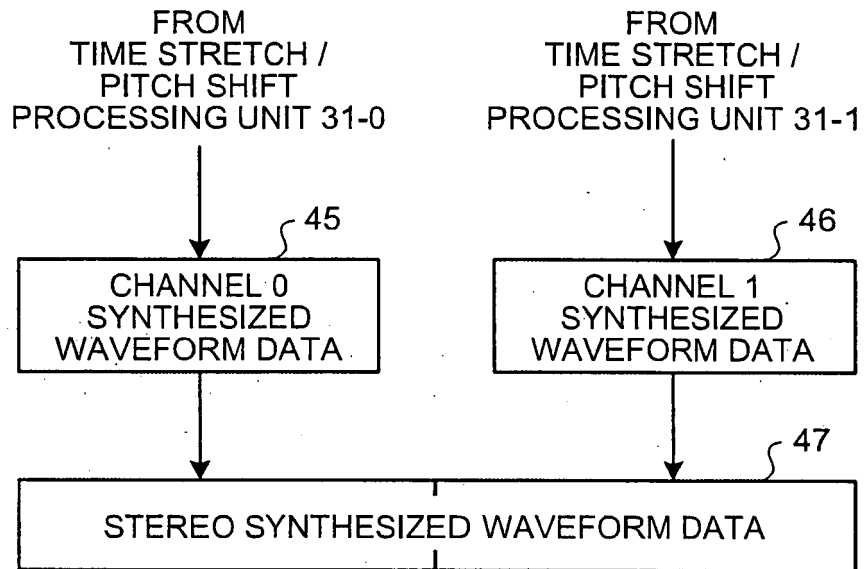 FROM
TIME STRETCH /
PITCH SHIFT
PROCESSING UNIT 31-0
FROM
TIME STRETCH /
PITCH SHIFT
PROCESSING UNIT 31-1
45
CHANNEL 0
SYNTHESIZED
WAVEFORM DATA
46
CHANNEL 1
SYNTHESIZED
WAVEFORM DATA
47
STEREO SYNTHESIZED WAVEFORM DATA